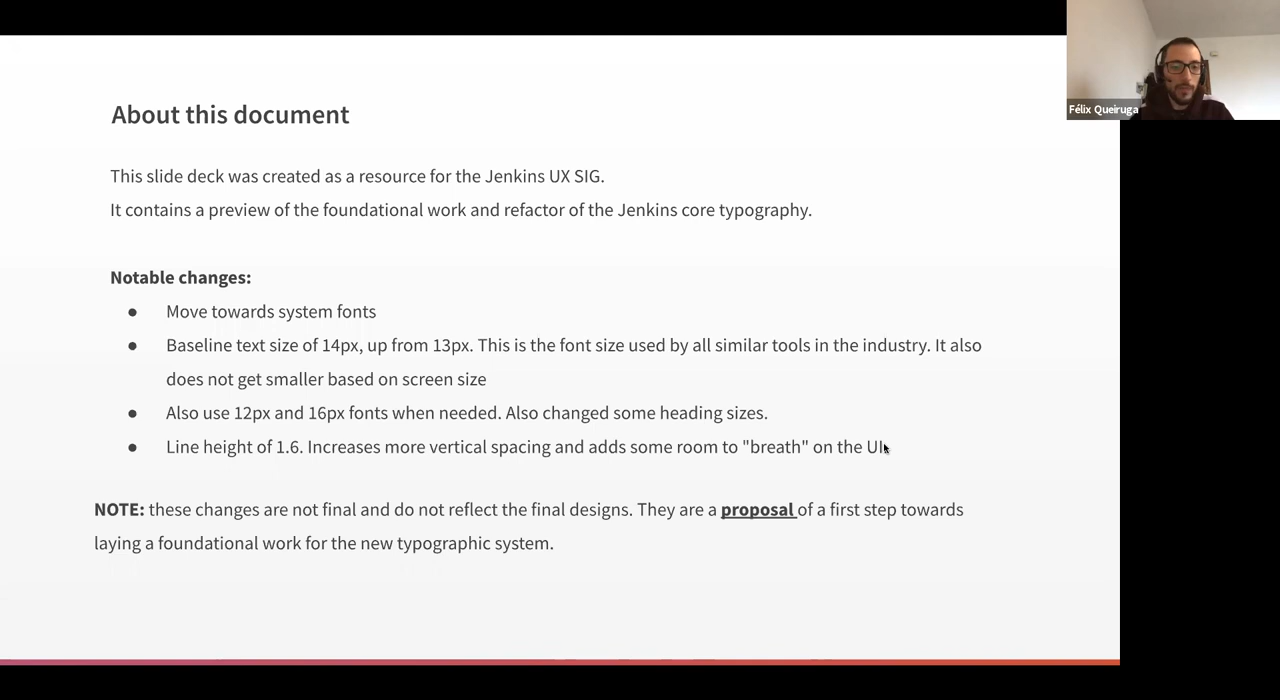 About this document
This slide deck was created as a resource for the Jenkins UX SIG.
It contains a preview of the foundational work and refactor of the Jenkins core typography.
Notable changes:
● Move towards system fonts
● Baseline text size of 14px, up from 13px. This is the font size used by all similar tools in the industry. It also
does not get smaller based on screen size
● Also use 12px and 16px fonts when needed. Also changed some heading sizes.
● Line height of 1.6. Increases more vertical spacing and adds some room to "breath" on the UI
NOTE: these changes are not final and do not reflect the final designs. They are a proposal of a first step towards
laying a foundational work for the new typographic system.
Félix Queiruga